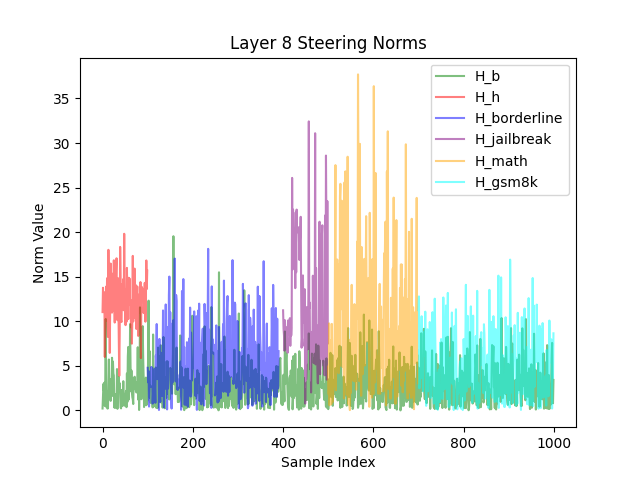 Layer 8 Steering Norms
H_b
H_h
H_borderline
H_jailbreak
H_math
H_gsm8k
Norm Value
35
30
25
20
15
10
5
0
0
200
400
600
800
1000
Sample Index